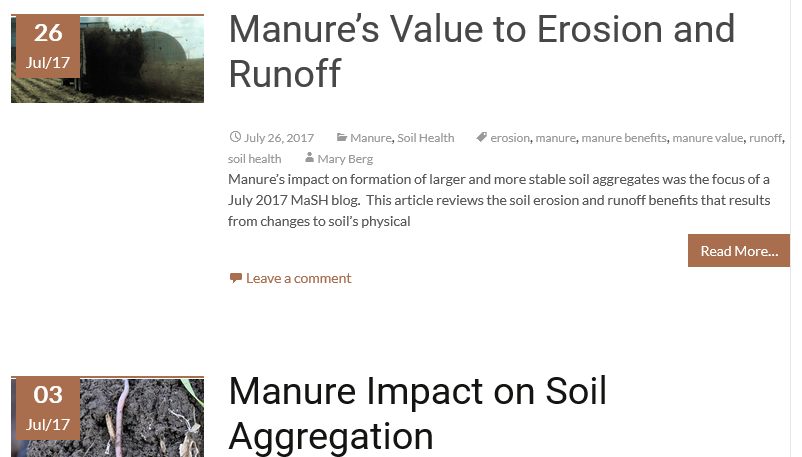 26
Jul/17
Manure’s Value to Erosion and
Runoff
July 26, 2017 Manure, Soil Health erosion, manure, manure benefits, manure value, runoff,
soil health Mary Berg
Manure’s impact on formation of larger and more stable soil aggregates was the focus of a
July 2017 MaSH blog.  This article reviews the soil erosion and runoff benefits that results
from changes to soil’s physical
Read More...
Leave a comment
03
Jul/17
Manure Impact on Soil
Aggregation